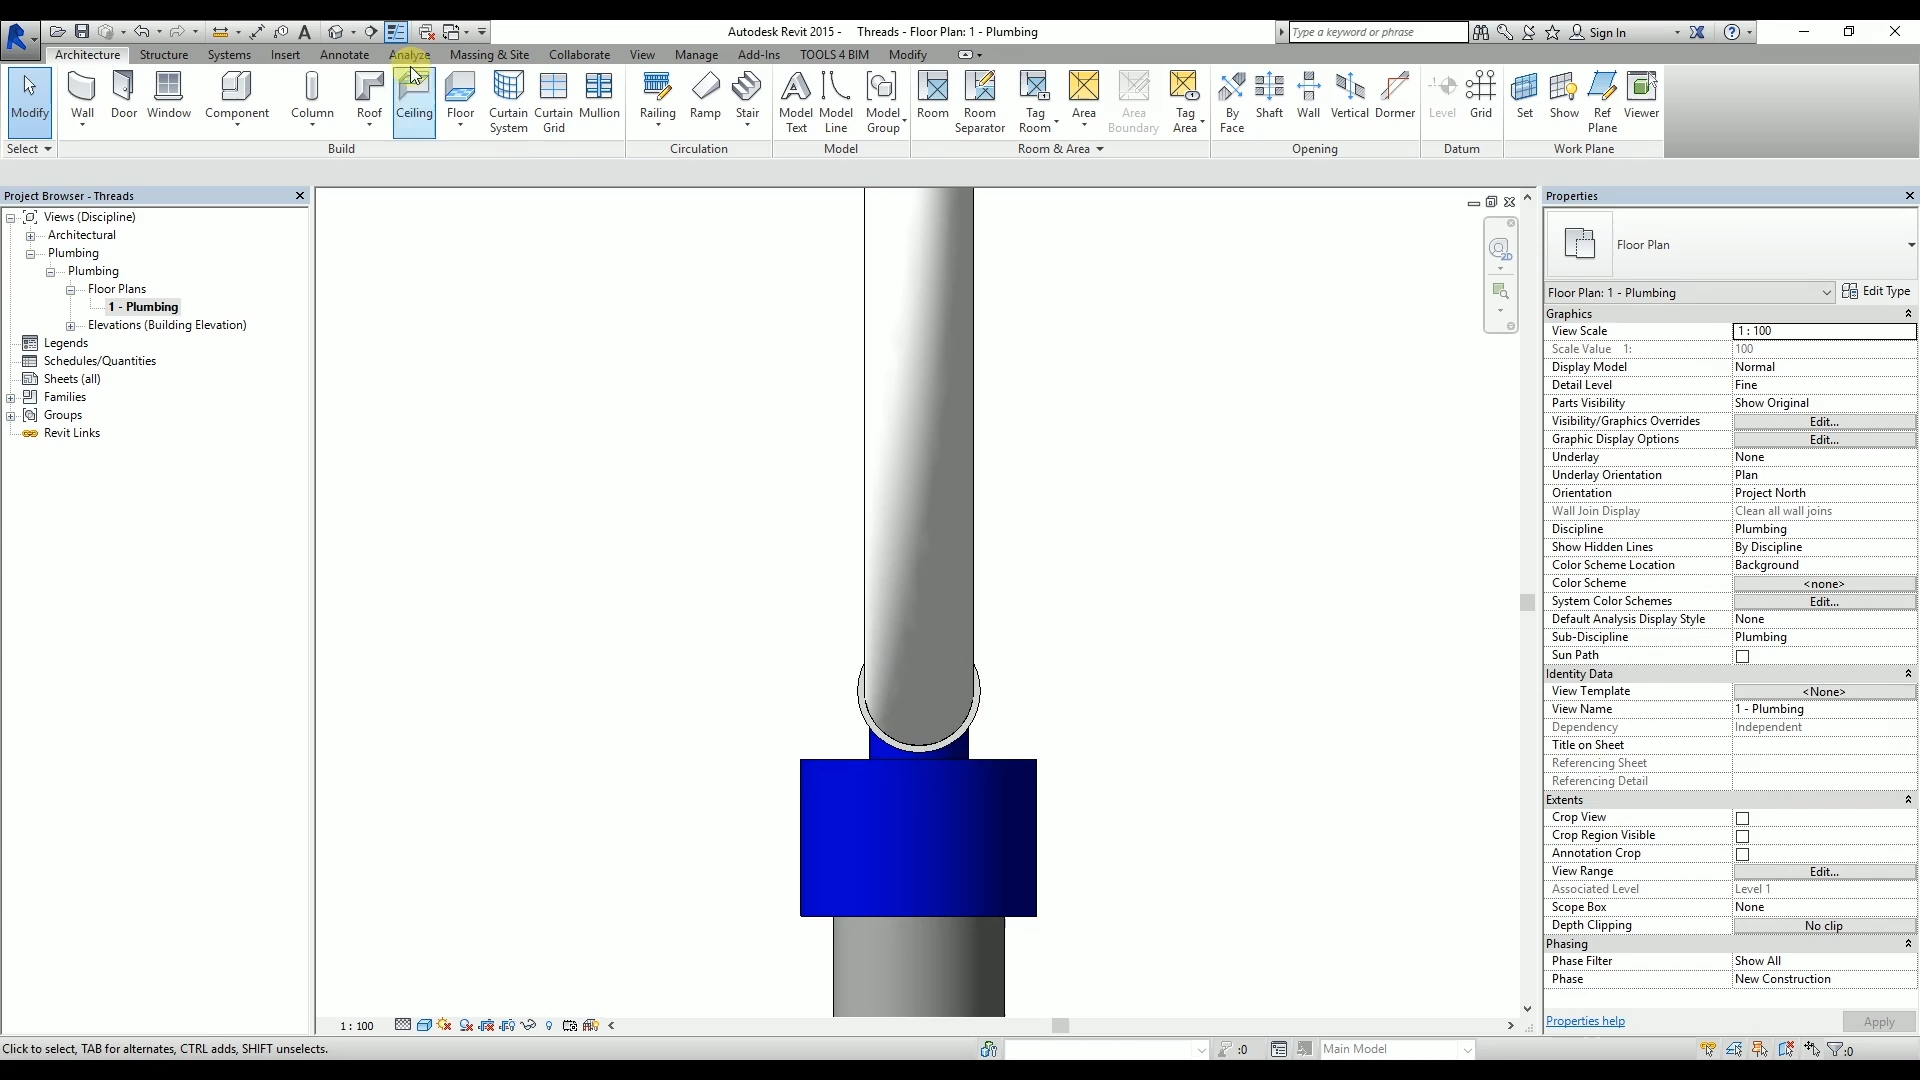 Autodesk Revit 2015 - Threads - Floor Plan: 1 - Plumbing
Type a keyword or phrase
Sign In
Architecture Structure Systems Insert Annotate Analyze Massing & Site Collaborate View Manage Add-Ins TOOLS 4 BIM Modify
Modify Wall Door Window Component Column Roof Ceiling Floor Curtain System Curtain Grid Mullion Railing Ramp Stair Model Text Model Line Model Group Room Room Separator Tag Room Area Area Boundary Tag Area By Face Shaft Wall Vertical Dormer Level Grid Set Show Ref Plane Viewer
Select Build Circulation Model Room & Area Opening Datum Work Plane
Project Browser - Threads
Views (Discipline)
Architectural
Plumbing
Plumbing
Floor Plans
1 - Plumbing
Elevations (Building Elevation)
Legends
Schedules/Quantities
Sheets (all)
Families
Groups
Revit Links
2D
Properties
Floor Plan
Floor Plan: 1 - Plumbing
Edit Type
Graphics
View Scale 1 : 100
Scale Value 1: 100
Display Model Normal
Detail Level Fine
Parts Visibility Show Original
Visibility/Graphics Overrides Edit...
Graphic Display Options Edit...
Underlay None
Underlay Orientation Plan
Orientation Project North
Wall Join Display Clean all wall joins
Discipline Plumbing
Show Hidden Lines By Discipline
Color Scheme Location Background
Color Scheme <none>
System Color Schemes Edit...
Default Analysis Display Style None
Sub-Discipline Plumbing
Sun Path
Identity Data
View Template <None>
View Name 1 - Plumbing
Dependency Independent
Title on Sheet
Referencing Sheet
Referencing Detail
Extents
Crop View
Crop Region Visible
Annotation Crop
View Range Edit...
Associated Level Level 1
Scope Box None
Depth Clipping No clip
Phasing
Phase Filter Show All
Phase New Construction
Properties help
Apply
1 : 100
Click to select, TAB for alternates, CTRL adds, SHIFT unselects.
:0
Main Model
:0